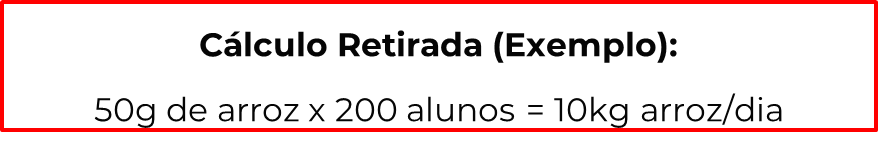 Cálculo Retirada (Exemplo):
50g de arroz x 200 alunos = 10kg arroz/dia